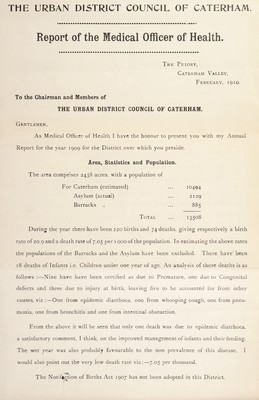 THE URBAN DISTRICT COUNCIL OF CATERHAM.
Report of the Medical Officer of Health.
THE PRIORY,
CATERHAM VALLEY,
FEBRUARY, 1910.
To the Chairman and Members of
THE URBAN DISTRICT COUNCIL OF CATERHAM.
GENTLEMEN,
As Medical Officer of Health I have the honour to present you with my Annual
Report for the year 1909 for the District over which you preside.
Area, Statistics and Population.
The area comprises 2438 acres, with a population of
For Caterham (estimated) ... 10494
Asylum (actual) ... 2129
Barracks „ ... 885
TOTAL ... 13508
During the year there have been 220 births and 74 deaths, giving respectively a birth
rate of 20.9 and a death rate of 7.05 per 1000 of the population. In estimating the above rates
the populations of the Barracks and the Asylum have been excluded. There have been
18 deaths of Infants i.e. Children under one year of age. An analysis of these deaths is as
follows :—Nine have been certified as due to Premature, one due to Congenital
defects and three due to injury at birth, leaving five to be accounted for from other
causes, viz :—One from epidemic diarrhœa, one from whooping cough, one from pneu-
monia, one from bronchitis and one from intestinal obstruction.
From the above it will be seen that only one death was due to epidemic diarrhœa,
a satisfactory comment, I think, on the improved management of infants and their feeding.
The wet year was also probably favourable to the non prevalence of this disease. I
would also point out the very low death rate viz :—7.05 per thousand.
The Notification of Births Act 1907 has not been adopted in this District.